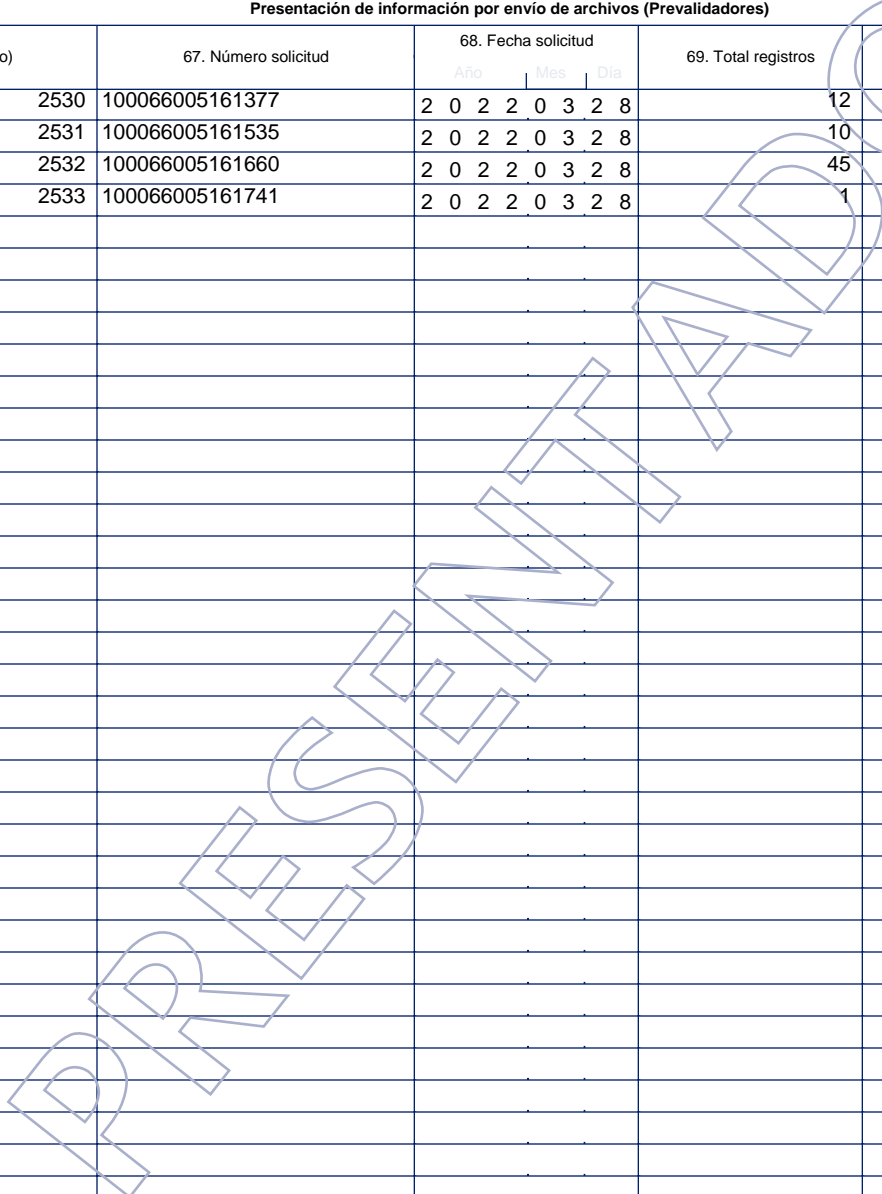 Presentación de información por envío de archivos (Prevalidadores)
o) 67. Número solicitud 68. Fecha solicitud 69. Total registros
Año Mes Día
2530 100066005161377 2 0 2 2 0 3 2 8 12
2531 100066005161535 2 0 2 2 0 3 2 8 10
2532 100066005161660 2 0 2 2 0 3 2 8 45
2533 100066005161741 2 0 2 2 0 3 2 8 1
PRESENTADO